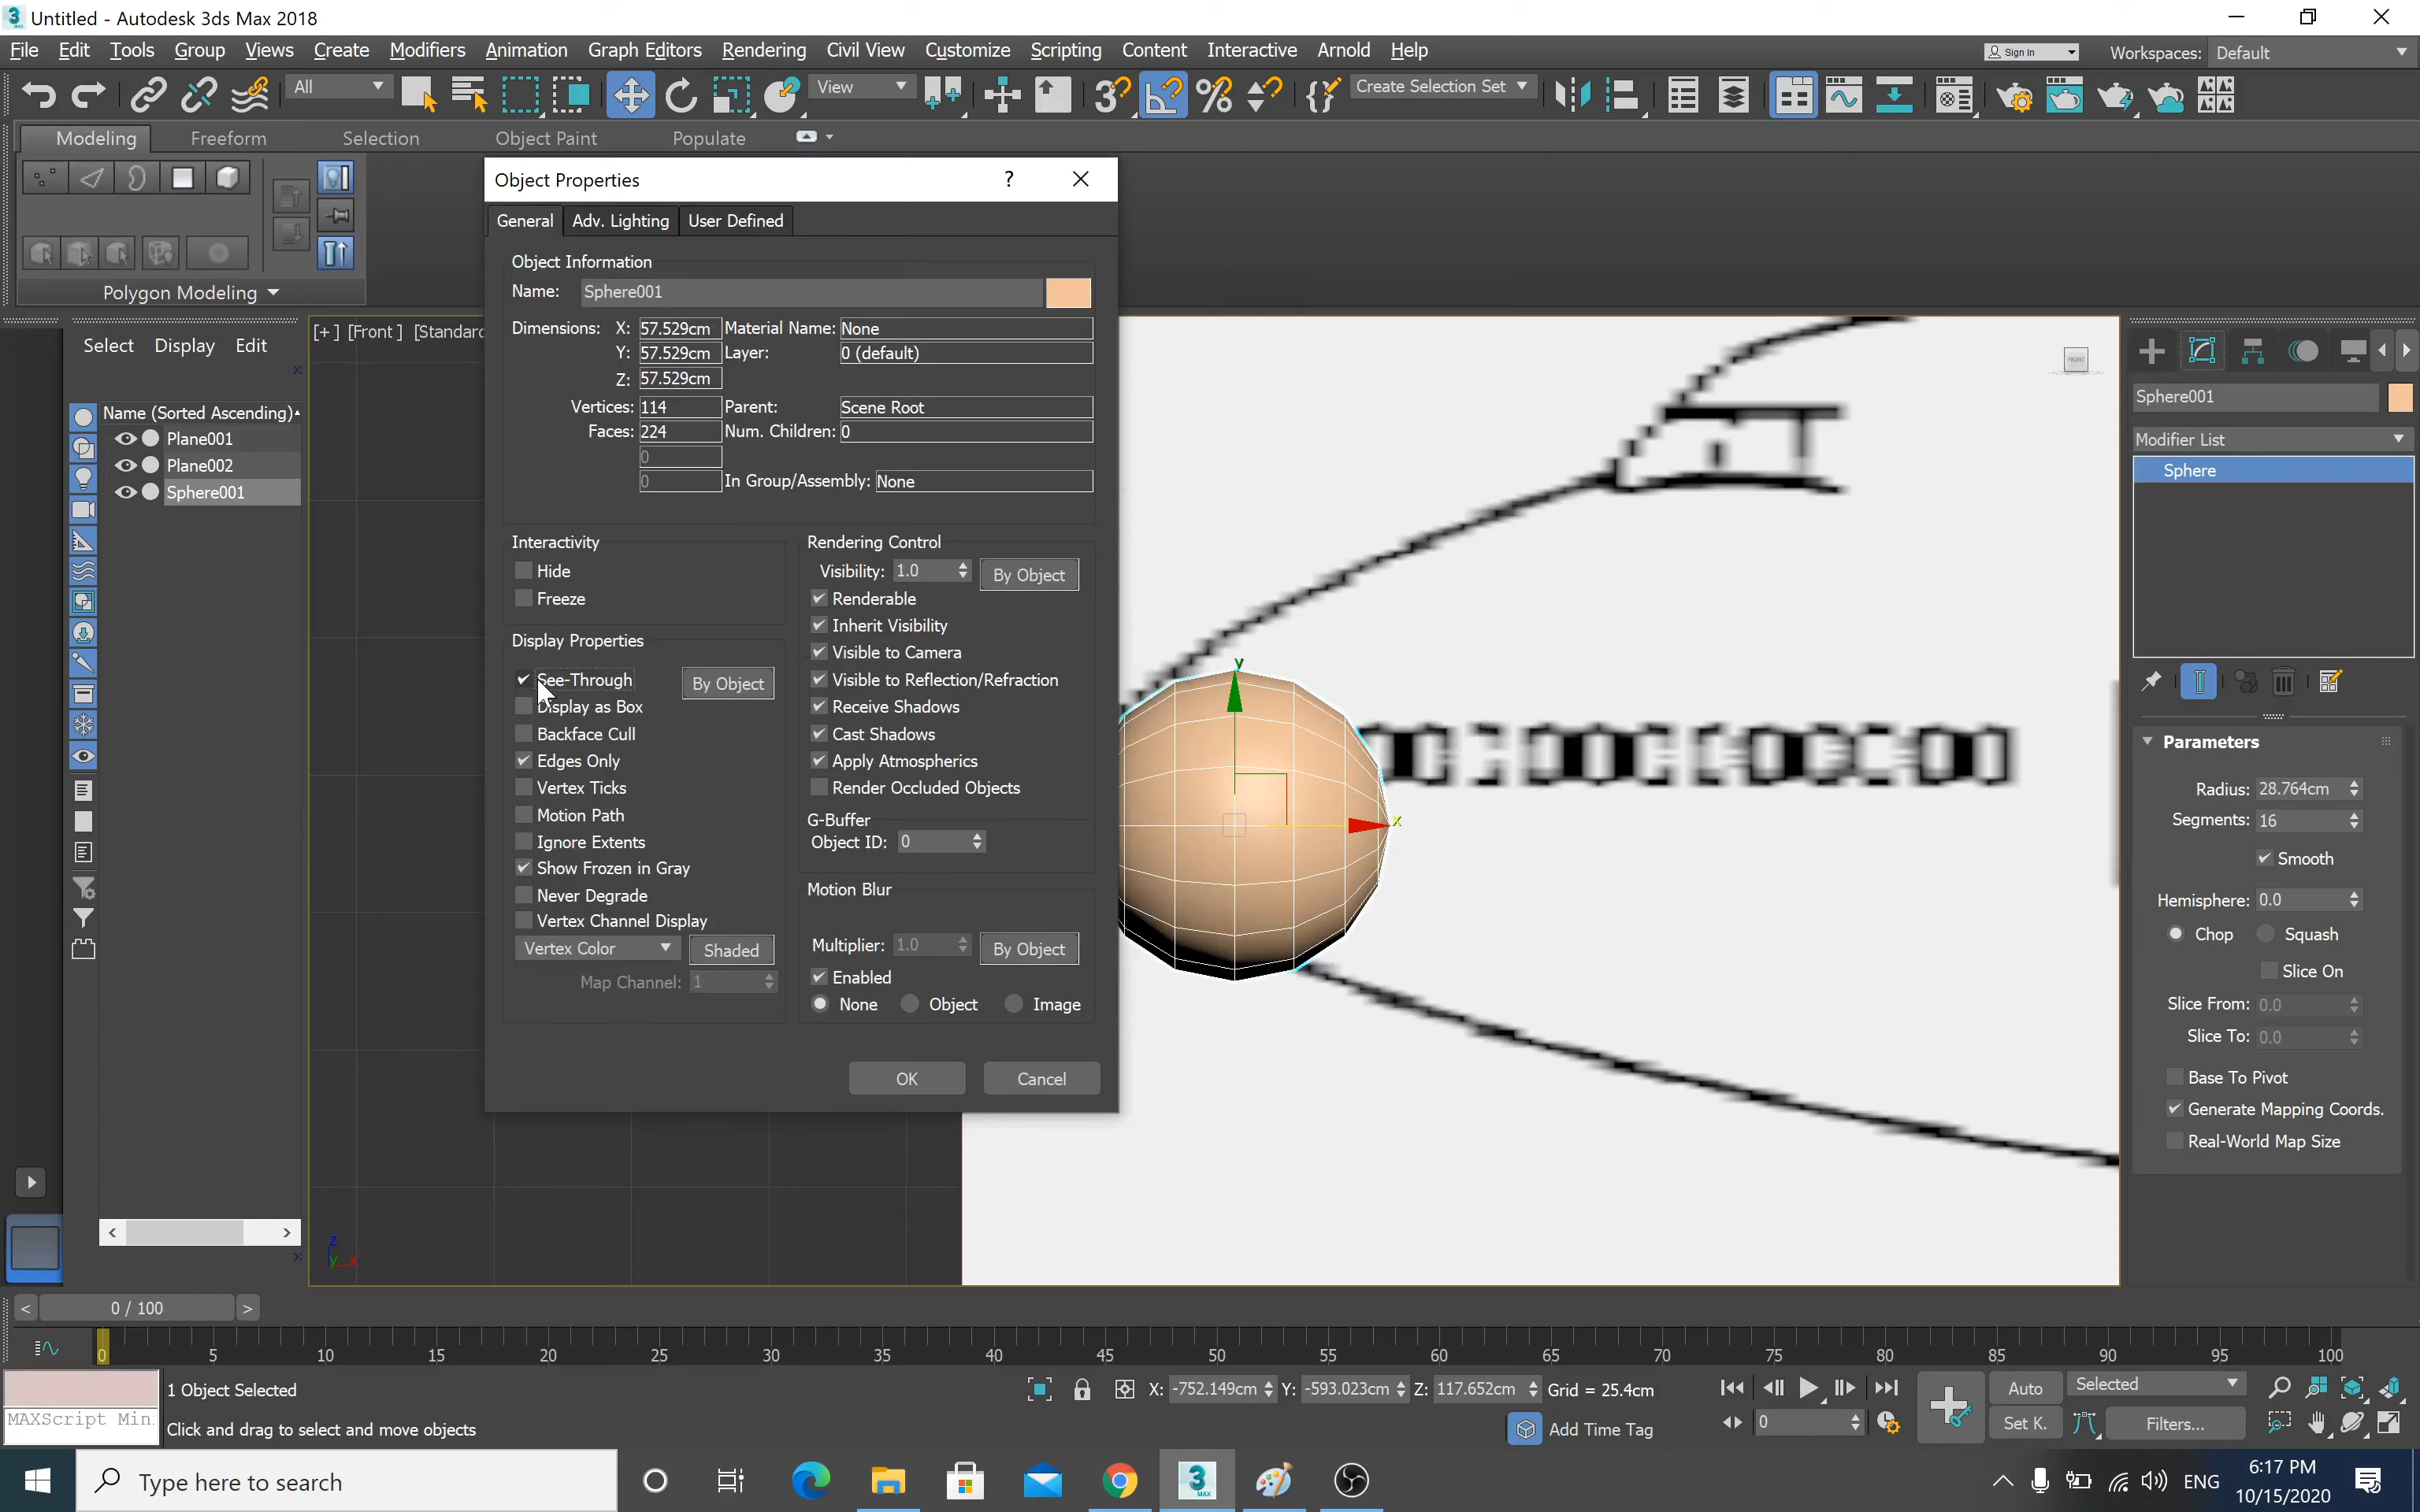 Untitled - Autodesk 3ds Max 2018
File Edit Tools Group Views Create Modifiers Animation Graph Editors Rendering Civil View Customize Scripting Content Interactive Arnold Help
Sign In
Workspaces: Default
All
View
Create Selection Set
Modeling Freeform Selection Object Paint Populate
Polygon Modeling
Select Display Edit
Name (Sorted Ascending)
Plane001
Plane002
Sphere001
[+] [Front ] [Standard
Object Properties
General Adv. Lighting User Defined
Object Information
Name: Sphere001
Dimensions: X: 57.529cm Material Name: None
Y: 57.529cm Layer: 0 (default)
Z: 57.529cm
Vertices: 114 Parent: Scene Root
Faces: 224 Num. Children: 0
0
0 In Group/Assembly: None
Interactivity
Hide
Freeze
Display Properties
See-Through By Object
Display as Box
Backface Cull
Edges Only
Vertex Ticks
Motion Path
Ignore Extents
Show Frozen in Gray
Never Degrade
Vertex Channel Display
Vertex Color Shaded
Map Channel: 1
Rendering Control
Visibility: 1.0 By Object
Renderable
Inherit Visibility
Visible to Camera
Visible to Reflection/Refraction
Receive Shadows
Cast Shadows
Apply Atmospherics
Render Occluded Objects
G-Buffer
Object ID: 0
Motion Blur
Multiplier: 1.0 By Object
Enabled
None Object Image
OK Cancel
y
x
FRONT
z
y x
Sphere001
Modifier List
Sphere
Parameters
Radius: 28.764cm
Segments: 16
Smooth
Hemisphere: 0.0
Chop Squash
Slice On
Slice From: 0.0
Slice To: 0.0
Base To Pivot
Generate Mapping Coords.
Real-World Map Size
< 0 / 100 >
0 5 10 15 20 25 30 35 40 45 50 55 60 65 70 75 80 85 90 95 100
MAXScript Min
1 Object Selected
Click and drag to select and move objects
X: -752.149cm Y: -593.023cm Z: 117.652cm Grid = 25.4cm
Add Time Tag
0
Auto Selected
Set K. Filters...
Type here to search
3
MAX
ENG
6:17 PM
10/15/2020